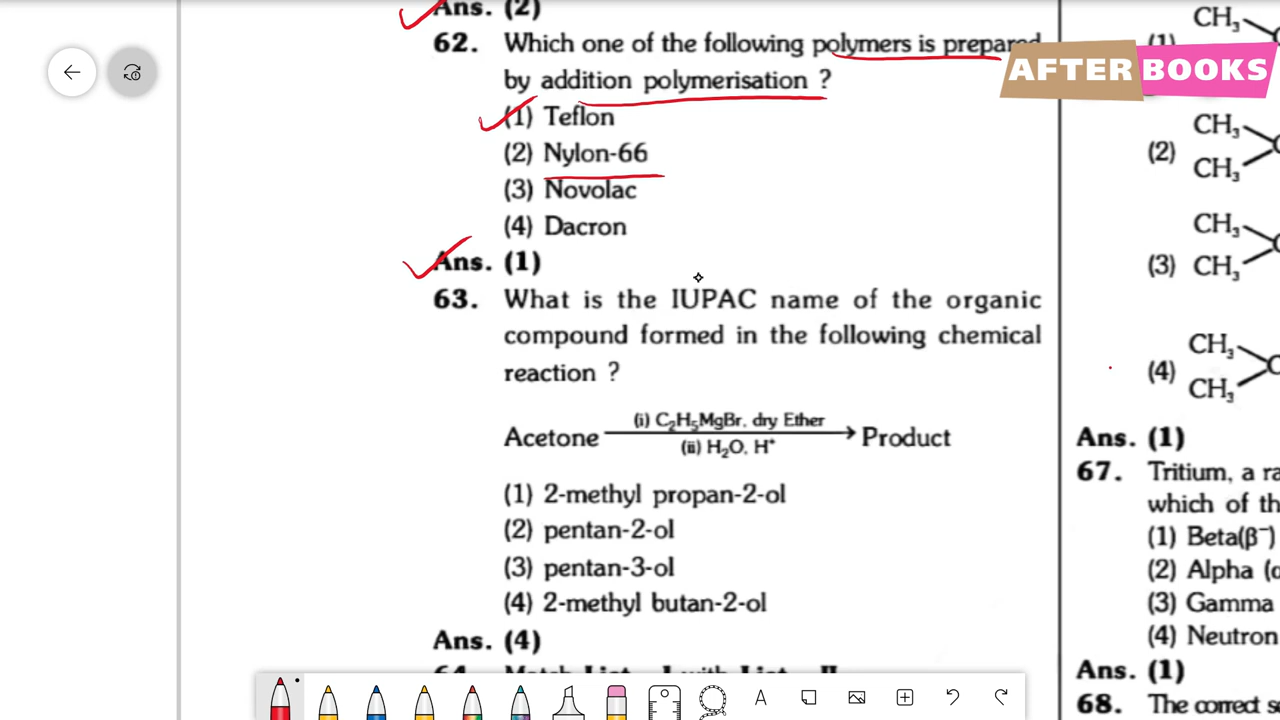 Ans. (2)
62. Which one of the following polymers is prepared
by addition polymerisation ?
(1) Teflon
(2) Nylon-66
(3) Novolac
(4) Dacron
Ans. (1)
63. What is the IUPAC name of the organic
compound formed in the following chemical
reaction ?
Acetone (i) C₂H₅MgBr, dry Ether
(ii) H₂O, H⁺ → Product
(1) 2-methyl propan-2-ol
(2) pentan-2-ol
(3) pentan-3-ol
(4) 2-methyl butan-2-ol
Ans. (4)
CH₃
(1)
AFTER BOOKS
CH₃
(2)
CH₃
CH₃
(3) CH₃
CH₃
(4)
CH₃
Ans. (1)
67. Tritium, a
which of
(1) Beta(β⁻)
(2) Alpha
(3) Gamma
(4) Neutron
Ans. (1)
68. The correct
A